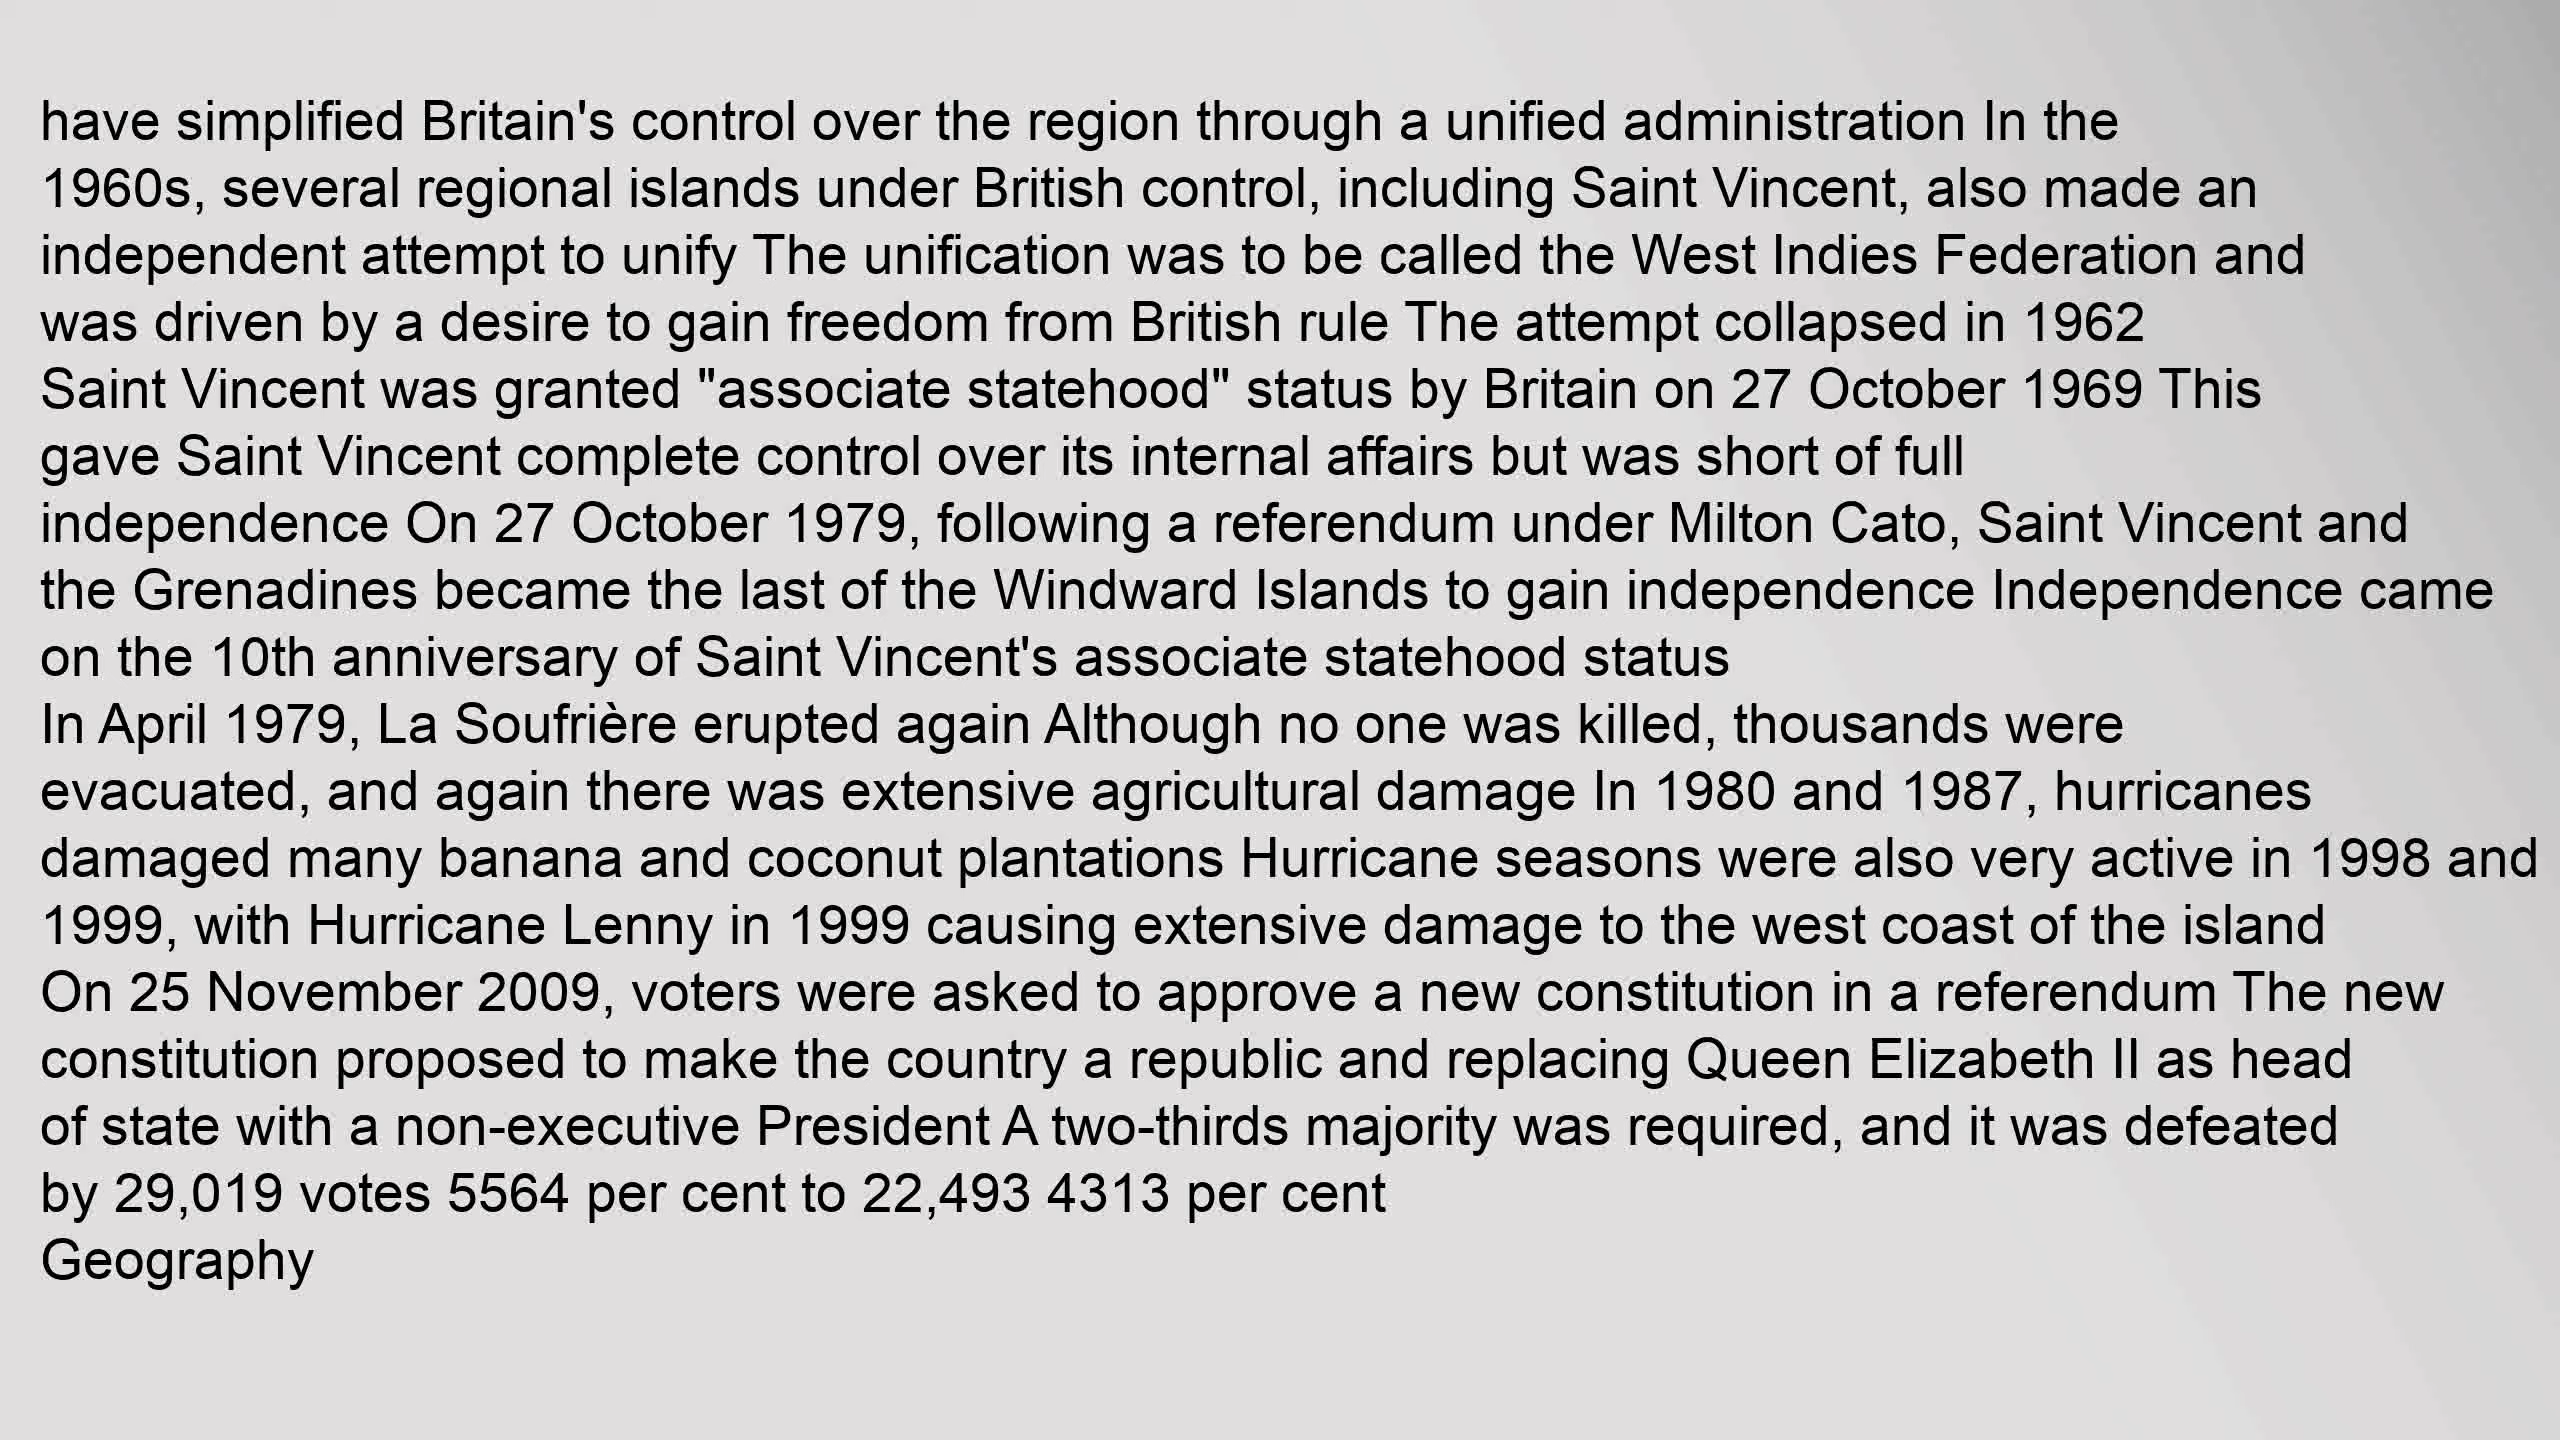 have simplified Britain's control over the region through a unified administration In the
1960s, several regional islands under British control, including Saint Vincent, also made an
independent attempt to unify The unification was to be called the West Indies Federation and
was driven by a desire to gain freedom from British rule The attempt collapsed in 1962
Saint Vincent was granted "associate statehood" status by Britain on 27 October 1969 This
gave Saint Vincent complete control over its internal affairs but was short of full
independence On 27 October 1979, following a referendum under Milton Cato, Saint Vincent and
the Grenadines became the last of the Windward Islands to gain independence Independence came
on the 10th anniversary of Saint Vincent's associate statehood status
In April 1979, La Soufrière erupted again Although no one was killed, thousands were
evacuated, and again there was extensive agricultural damage In 1980 and 1987, hurricanes
damaged many banana and coconut plantations Hurricane seasons were also very active in 1998 and
1999, with Hurricane Lenny in 1999 causing extensive damage to the west coast of the island
On 25 November 2009, voters were asked to approve a new constitution in a referendum The new
constitution proposed to make the country a republic and replacing Queen Elizabeth II as head
of state with a non-executive President A two-thirds majority was required, and it was defeated
by 29,019 votes 5564 per cent to 22,493 4313 per cent
Geography